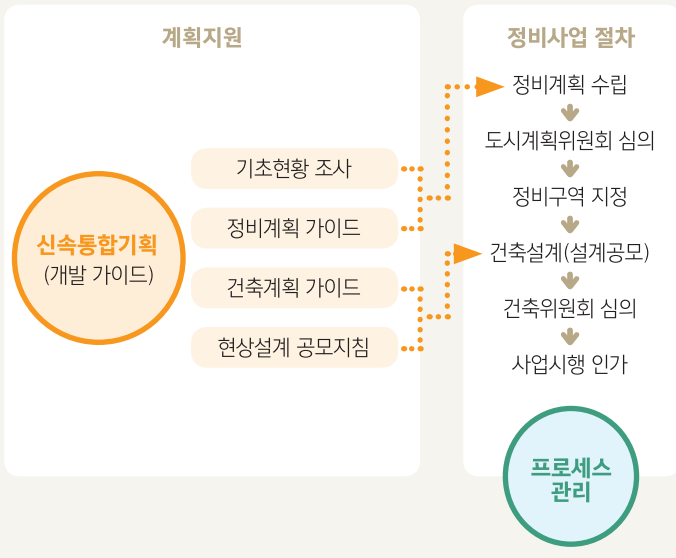 계획지원
신속통합기획
(개발 가이드)
기초현황 조사
정비계획 가이드
건축계획 가이드
현상설계 공모지침
정비사업 절차
정비계획 수립
도시계획위원회 심의
정비구역 지정
건축설계(설계공모)
건축위원회 심의
사업시행 인가
프로세스
관리